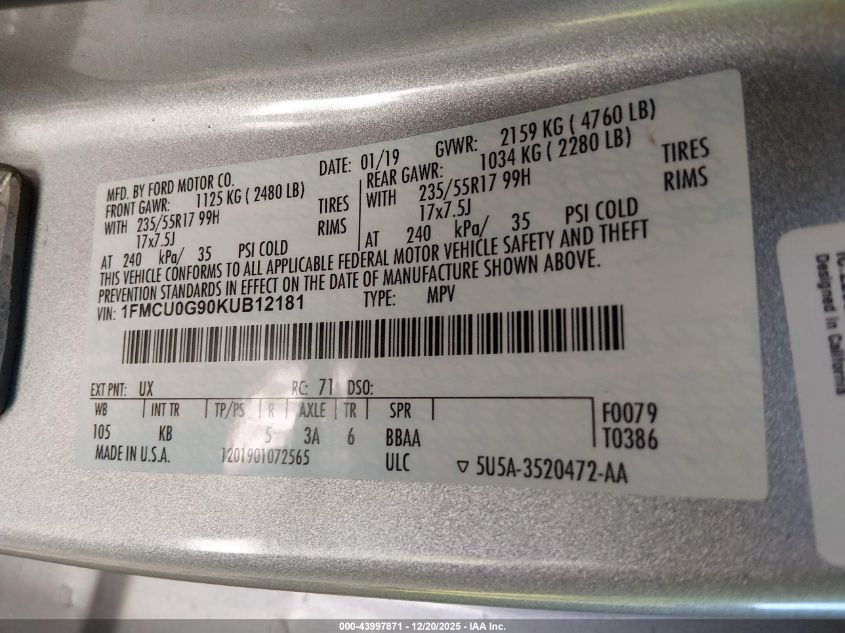 MFD. BY FORD MOTOR CO.
DATE: 01/19
GVWR: 2159 KG ( 4760 LB)
FRONT GAWR: 1125 KG ( 2480 LB)
WITH 235/55R17 99H TIRES
17x7.5J RIMS
AT 240 kPa/ 35 PSI COLD
REAR GAWR: 1034 KG ( 2280 LB)
WITH 235/55R17 99H TIRES
17x7.5J RIMS
AT 240 kPa/ 35 PSI COLD
THIS VEHICLE CONFORMS TO ALL APPLICABLE FEDERAL MOTOR VEHICLE SAFETY AND THEFT
PREVENTION STANDARDS IN EFFECT ON THE DATE OF MANUFACTURE SHOWN ABOVE.
VIN: 1FMCU0G90KUB12181 TYPE: MPV
EXT PNT: UX RC: 71 DSO:
WB INT TR TP/PS R AXLE TR SPR F0079
105 KB 5 3A 6 BBAA T0386
MADE IN U.S.A. 1201901072565 ULC ▽ 5U5A-3520472-AA
Designed in California
000-43997871 - 12/20/2025 - IAA Inc.